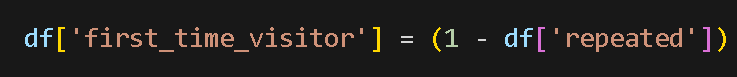 df['first_time_visitor'] = (1 - df['repeated'])